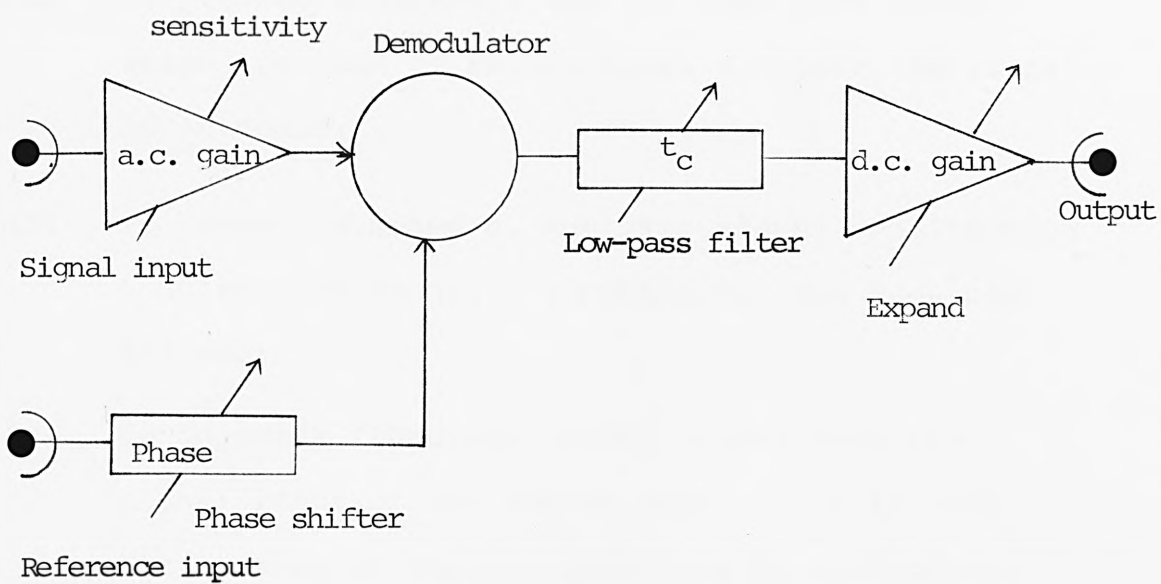 sensitivity
Demodulator
a.c. gain
t_c
d.c. gain
Output
Signal input
Low-pass filter
Expand
Phase
Phase shifter
Reference input